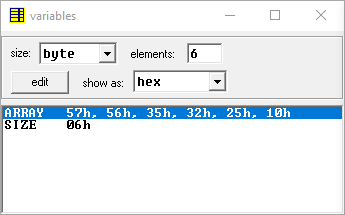 variables
size: byte elements: 6
edit show as: hex
ARRAY 57h, 56h, 35h, 32h, 25h, 10h
SIZE 06h